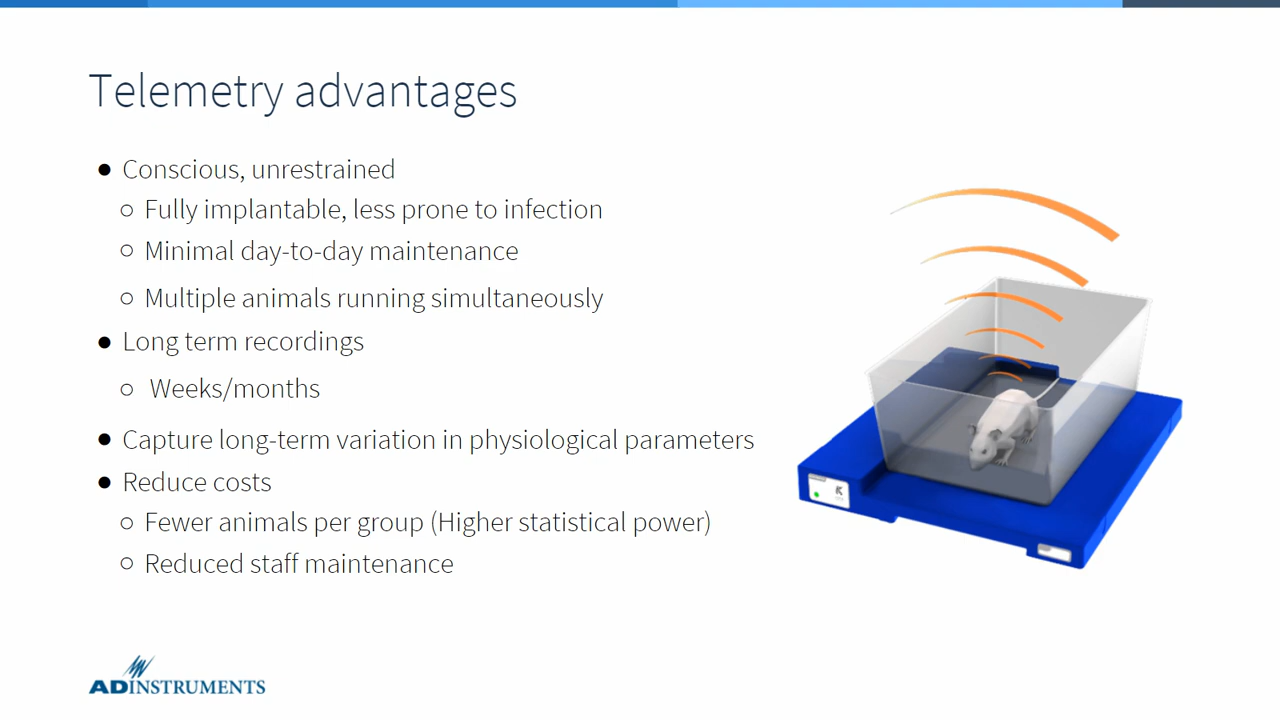 Telemetry advantages
● Conscious, unrestrained
○ Fully implantable, less prone to infection
○ Minimal day-to-day maintenance
○ Multiple animals running simultaneously
● Long term recordings
○ Weeks/months
● Capture long-term variation in physiological parameters
● Reduce costs
○ Fewer animals per group (Higher statistical power)
○ Reduced staff maintenance
ADINSTRUMENTS